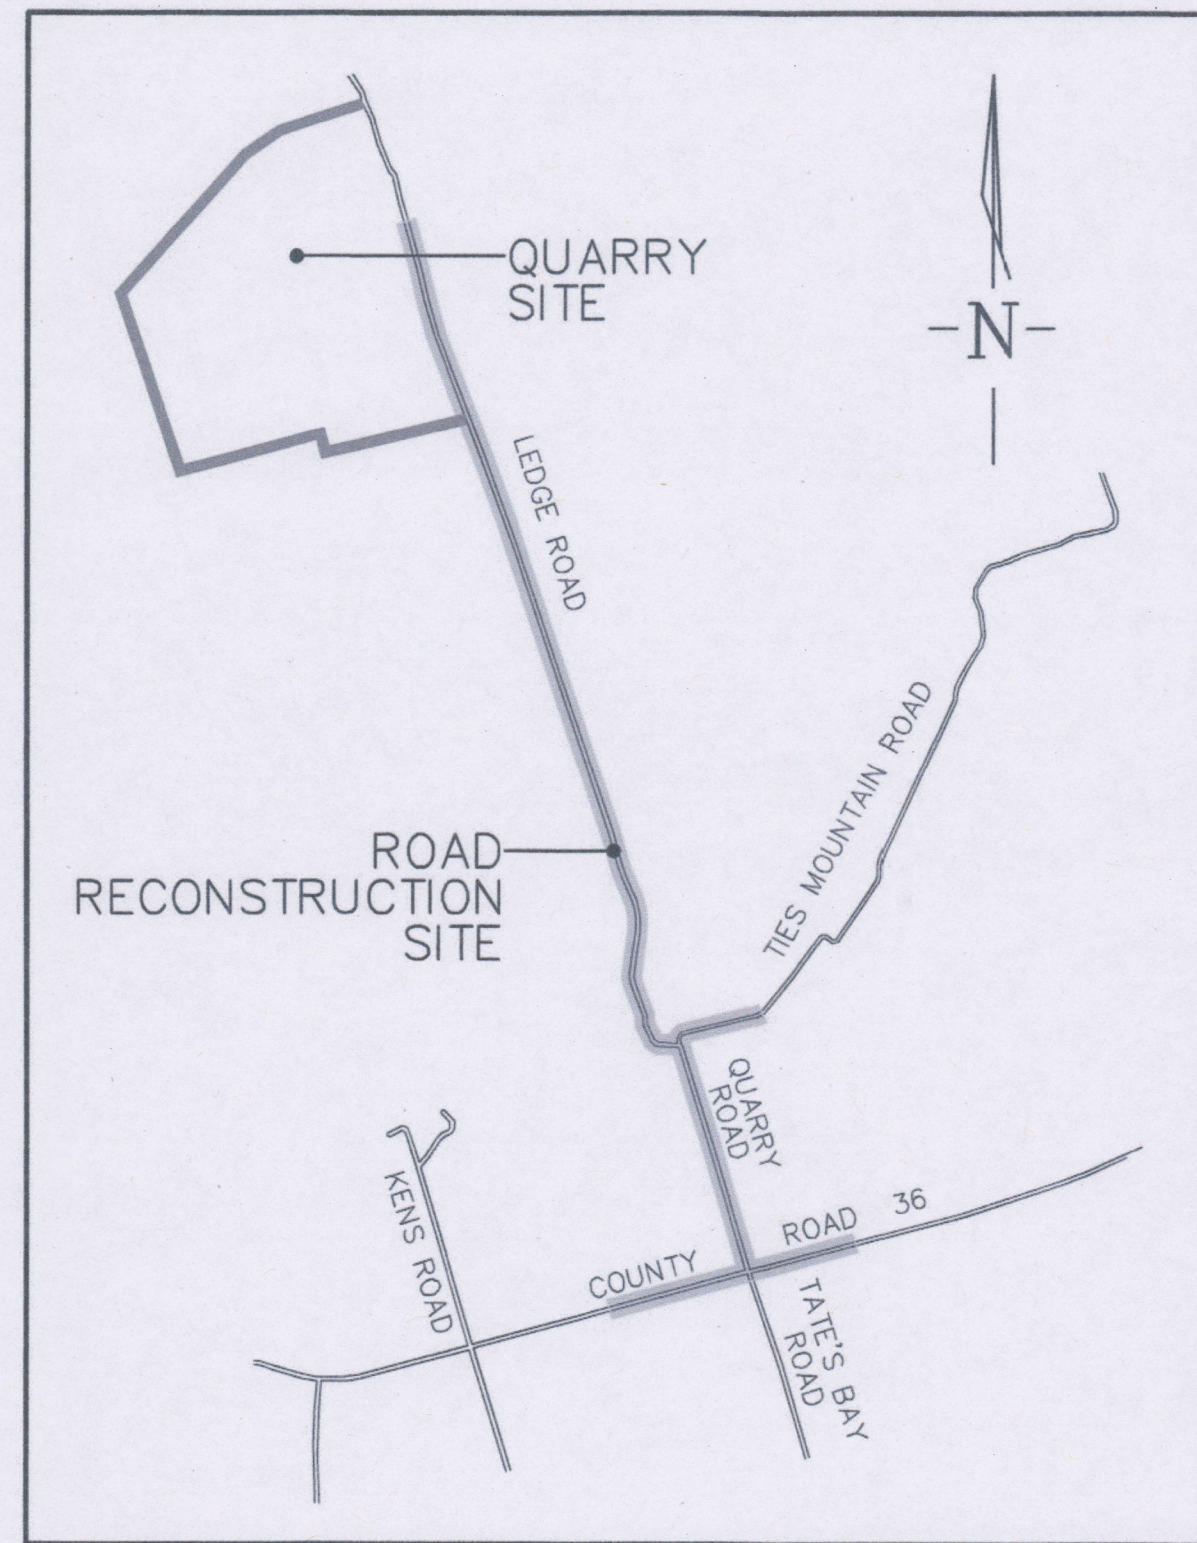 QUARRY
SITE
-N-
LEDGE ROAD
TIES MOUNTAIN ROAD
ROAD
RECONSTRUCTION
SITE
QUARRY
ROAD
KENS ROAD
COUNTY ROAD 36
TATE'S BAY
ROAD